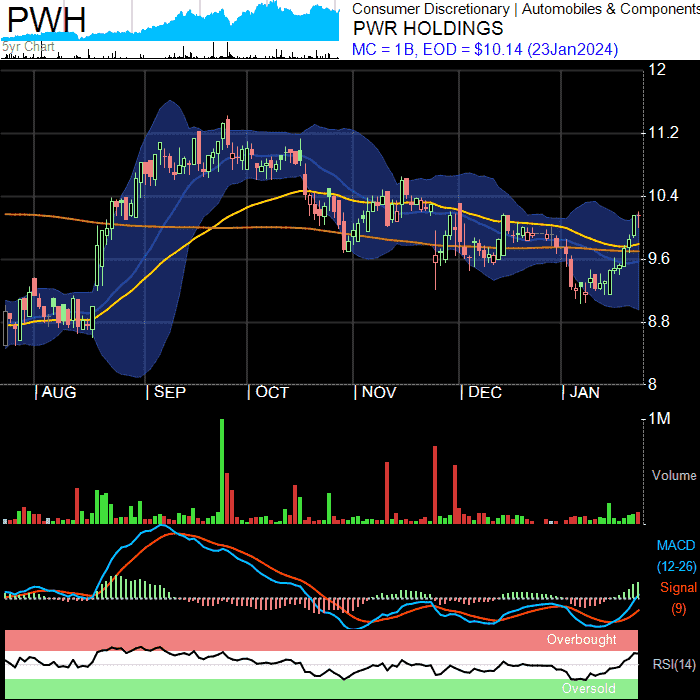 PWH
5yr Chart
Consumer Discretionary | Automobiles & Components
PWR HOLDINGS
MC = 1B, EOD = $10.14 (23Jan2024)
12
11.2
10.4
9.6
8.8
8
| AUG | SEP | OCT | NOV | DEC | JAN
1M
Volume
MACD
(12-26)
Signal
(9)
Overbought
RSI(14)
Oversold